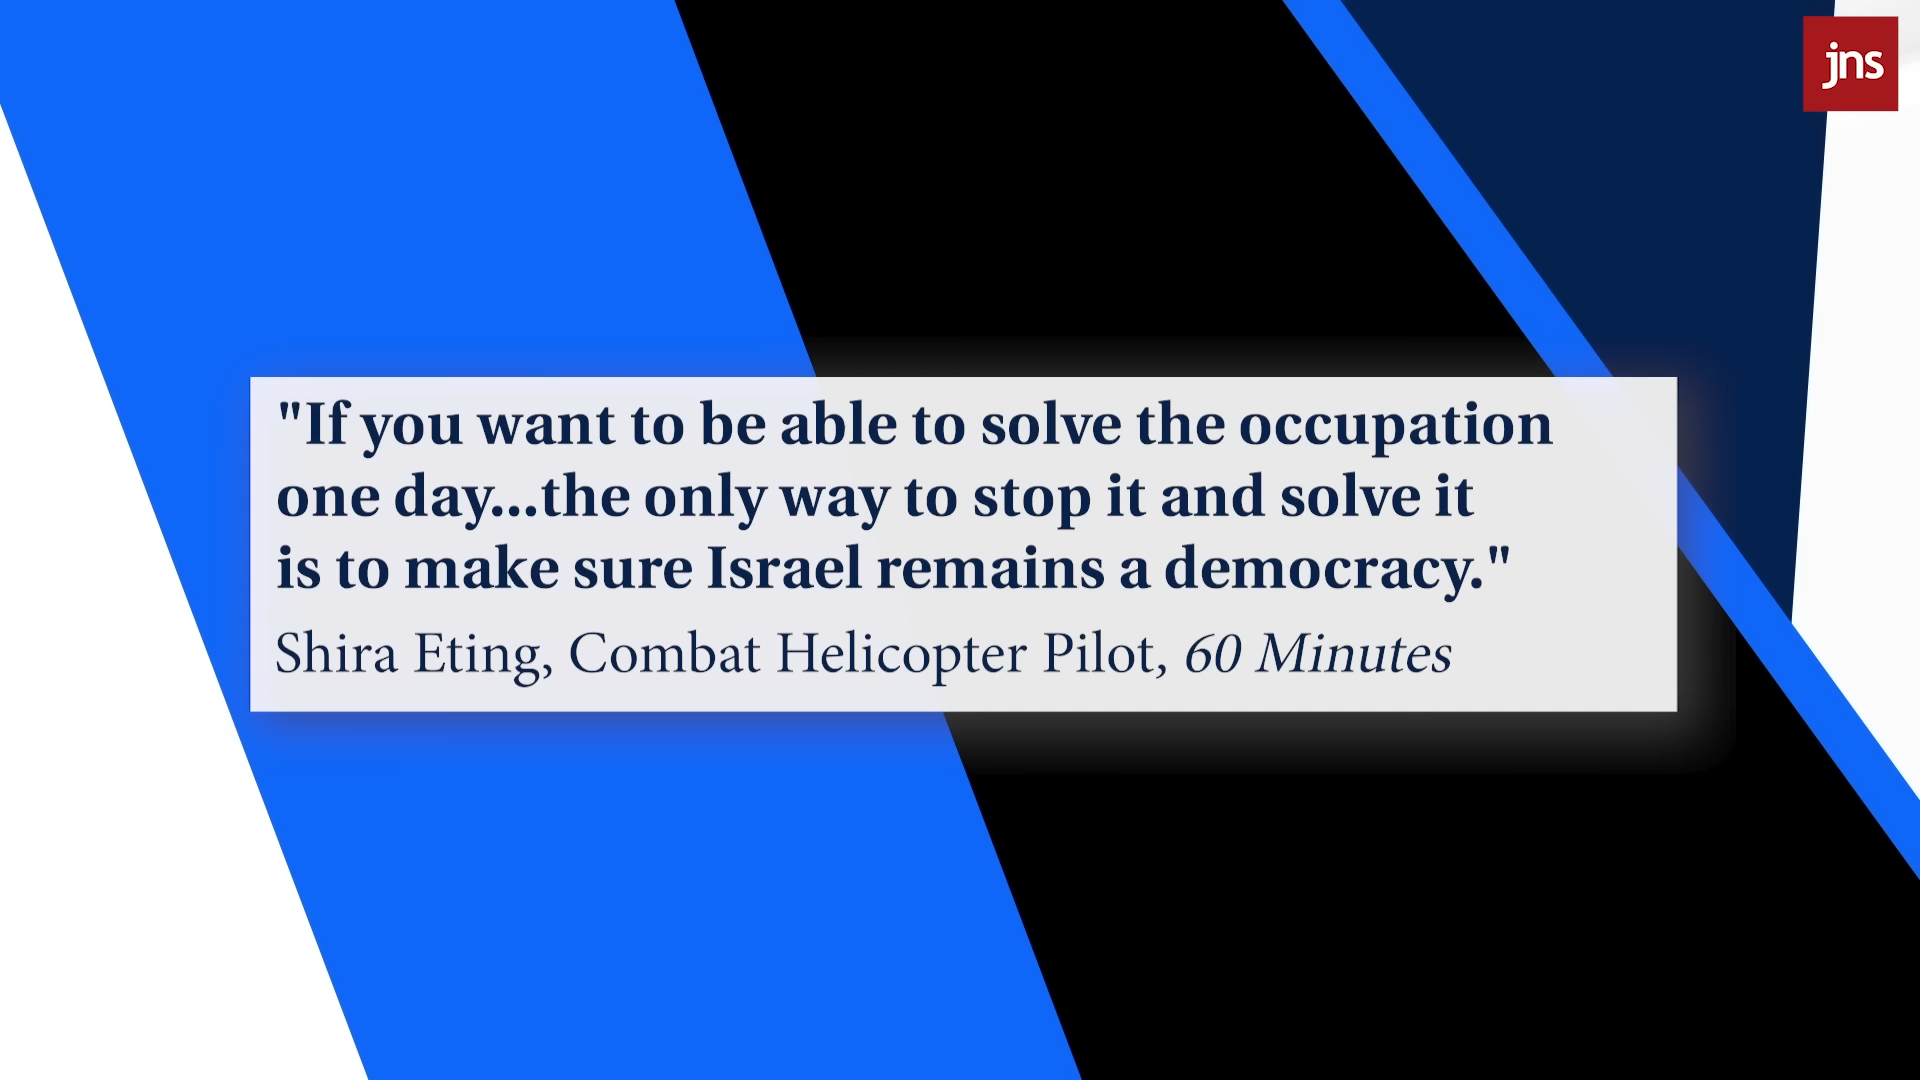 jns
"If you want to be able to solve the occupation
one day...the only way to stop it and solve it
is to make sure Israel remains a democracy."
Shira Eting, Combat Helicopter Pilot, 60 Minutes